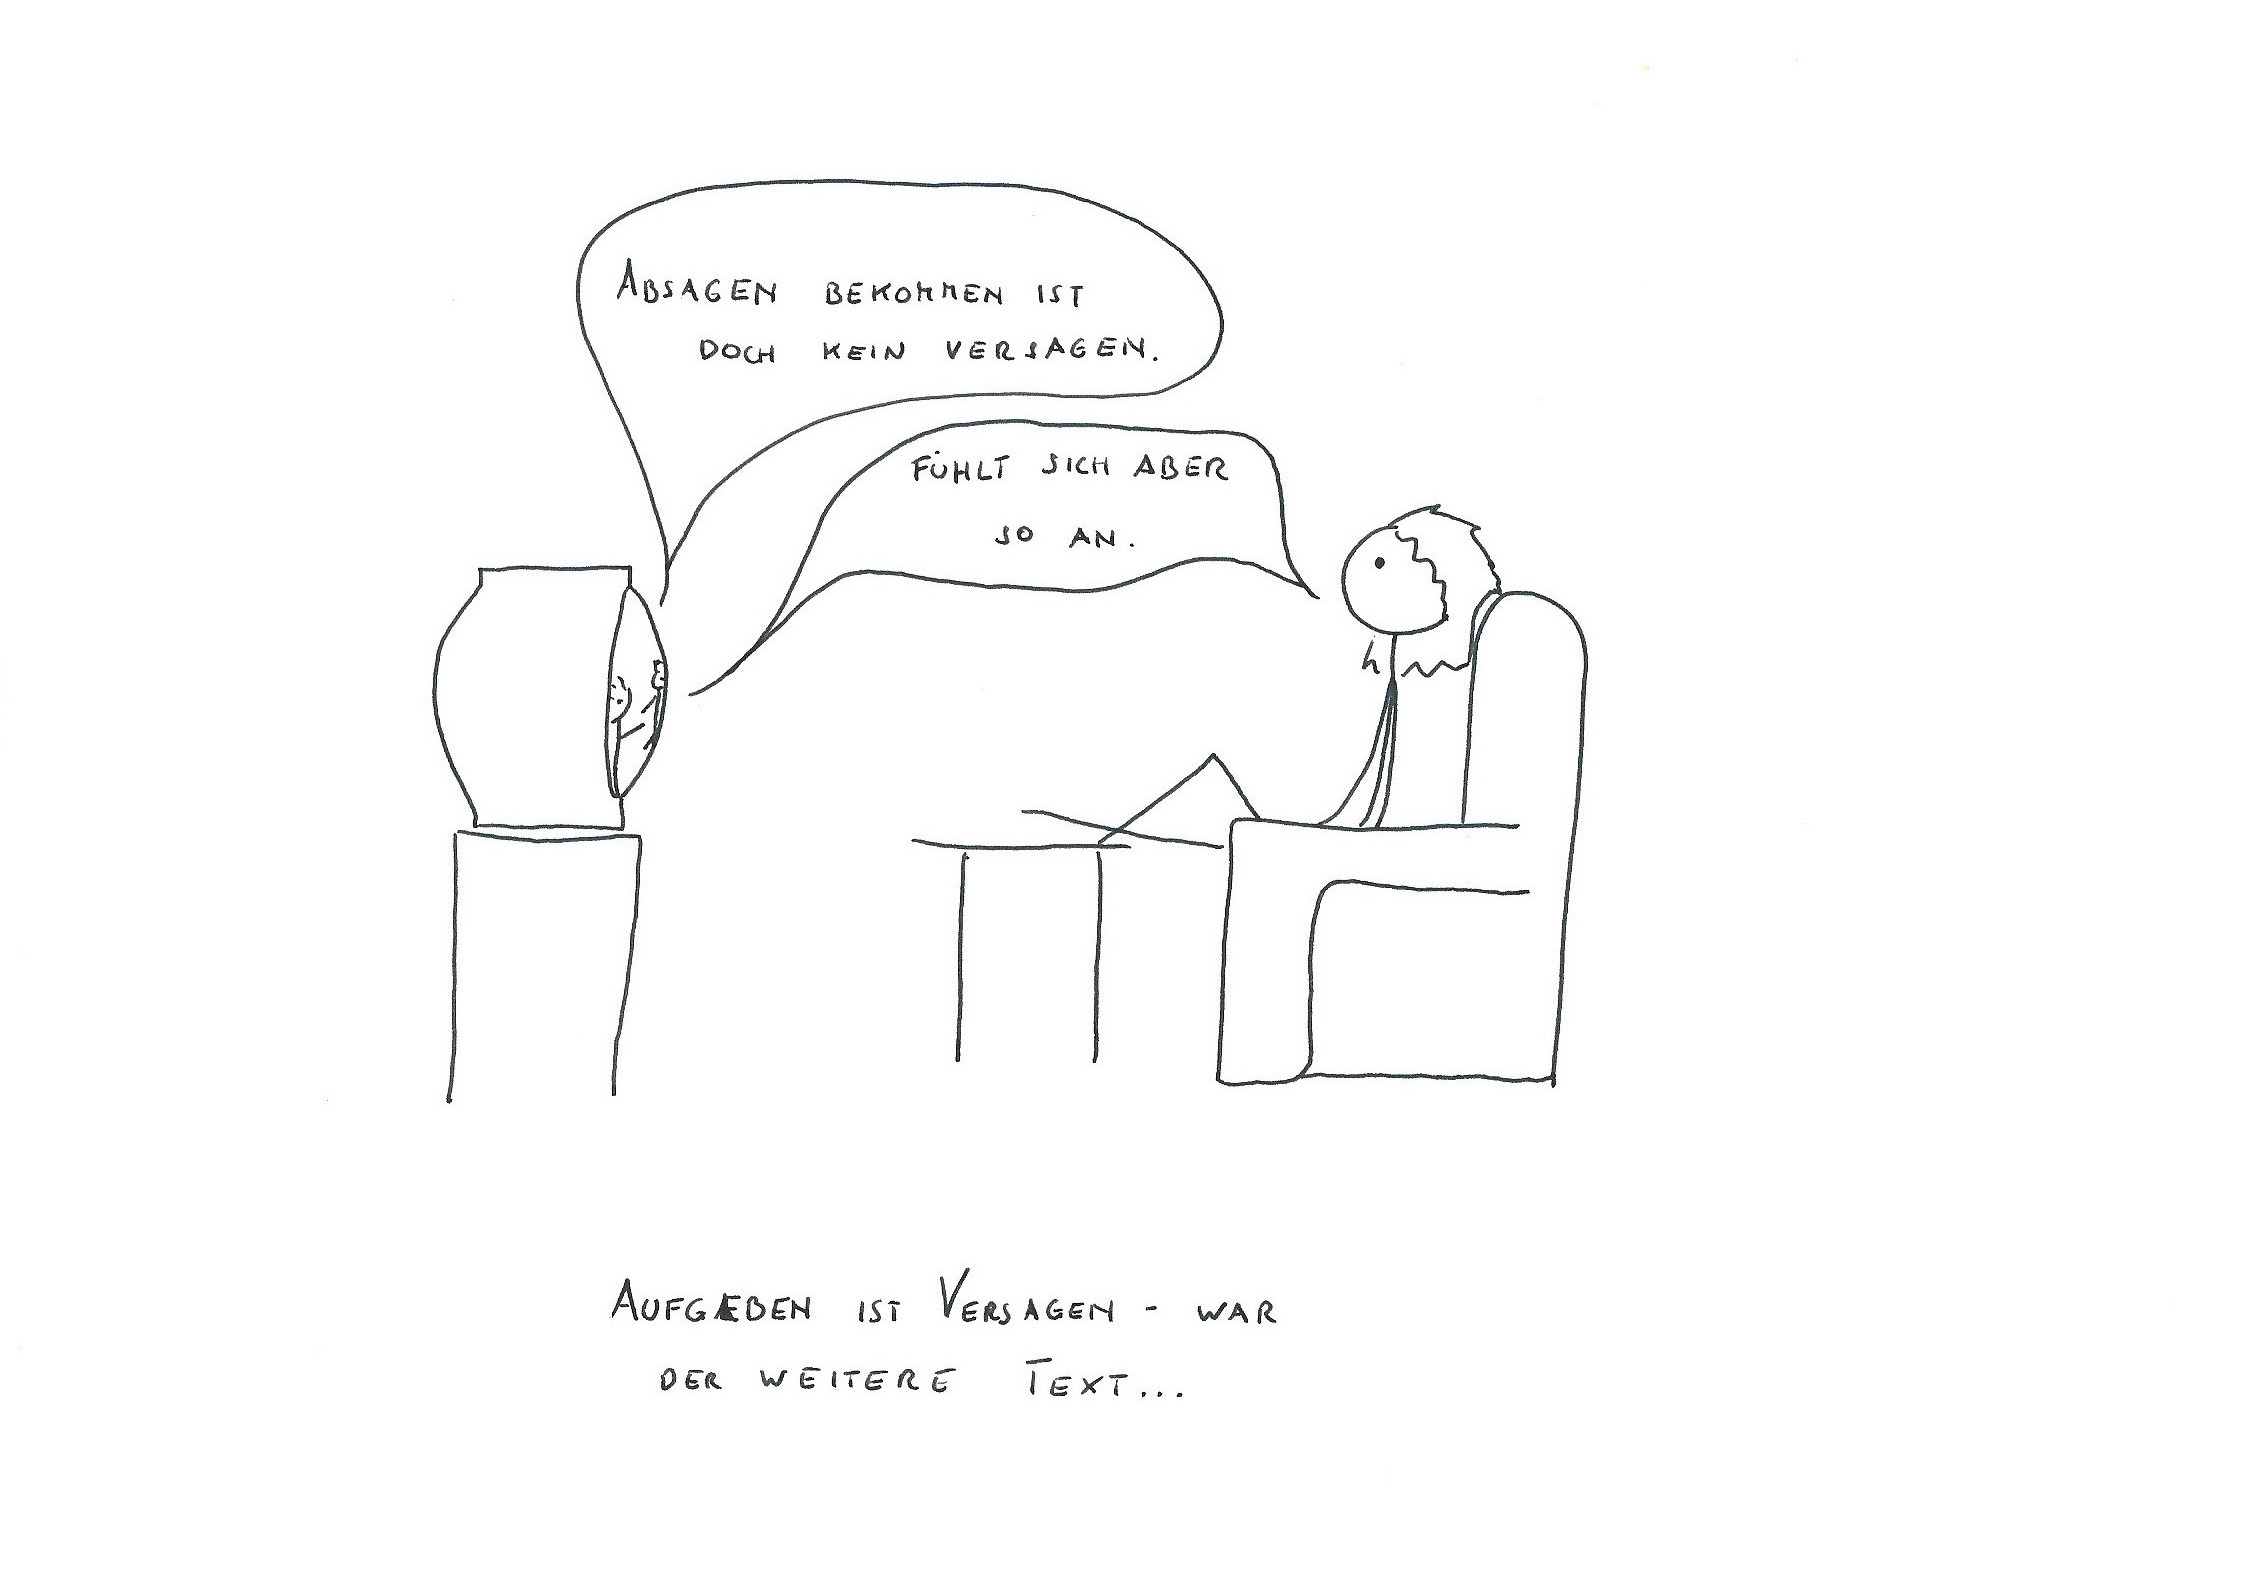 ABSAGEN BEKOMMEN IST
DOCH KEIN VERSAGEN.
FÜHLT SICH ABER
SO AN.
AUFGEBEN IST VERSAGEN - WAR
DER WEITERE TEXT...